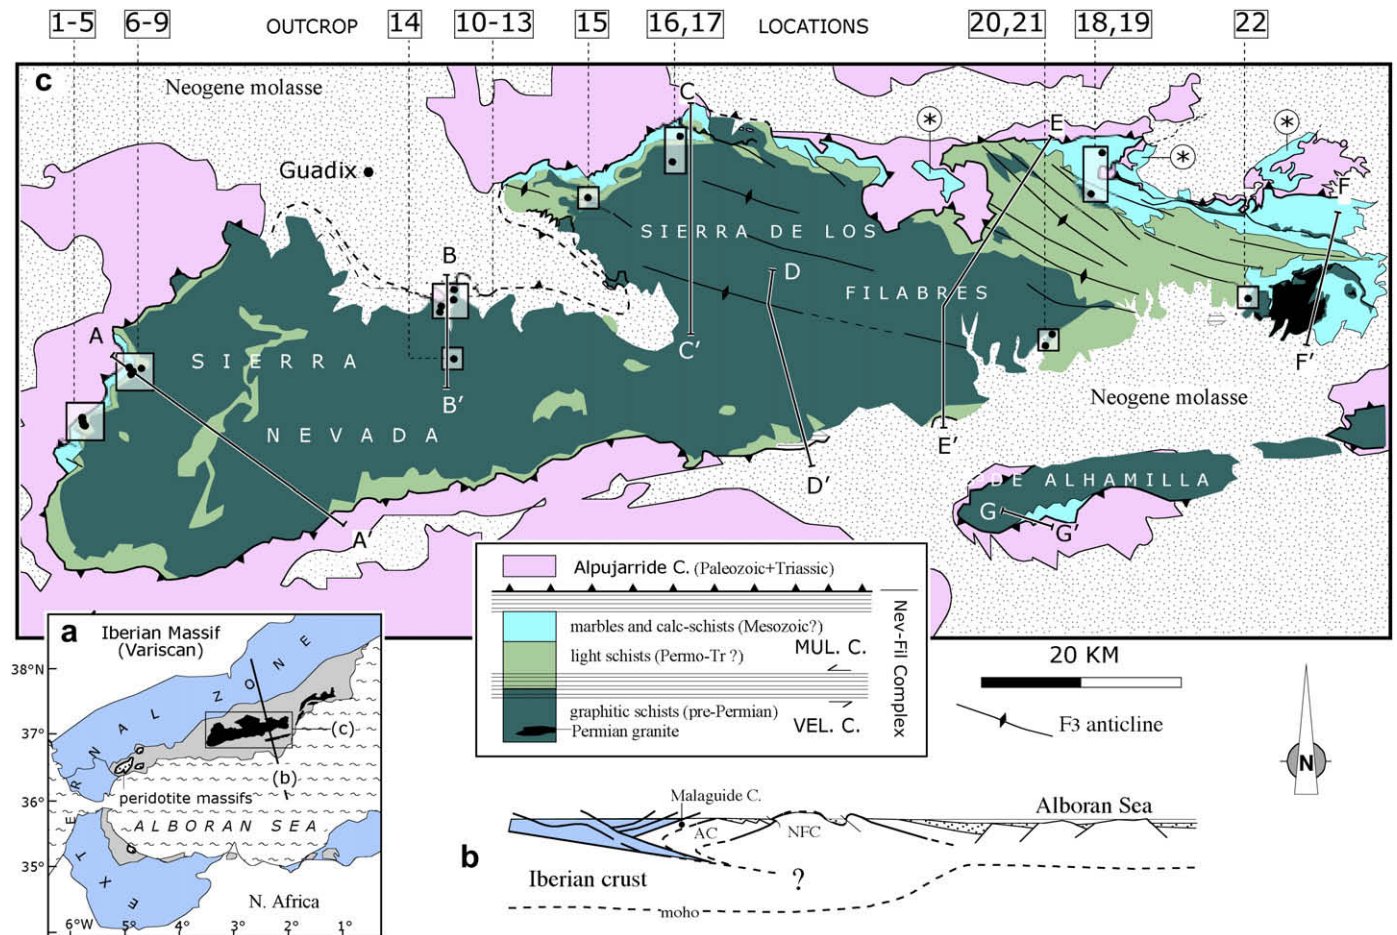 1-5
6-9
OUTCROP
14
10-13
15
16,17
LOCATIONS
20,21
18,19
22
c
Neogene molasse
C
E
*
*
*
Guadix
F
SIERRA DE LOS
FILABRES
B
D
A
SIERRA
NEVADA
C'
B'
F'
Neogene molasse
E'
D'
A'
DE ALHAMILLA
G
G'
Alpujarride C. (Paleozoic+Triassic)
marbles and calc-schists (Mesozoic?)
MUL. C.
light schists (Permo-Tr ?)
graphitic schists (pre-Permian)
VEL. C.
Permian granite
Nev-Fil Complex
20 KM
F3 anticline
N
a
Iberian Massif
(Variscan)
EXTERNAL ZONE
38°N
37°
36°
35°
(c)
(b)
peridotite massifs
ALBORAN SEA
N. Africa
6°W
5°
4°
3°
2°
1°
b
Malaguide C.
AC
NFC
Alboran Sea
Iberian crust
?
moho